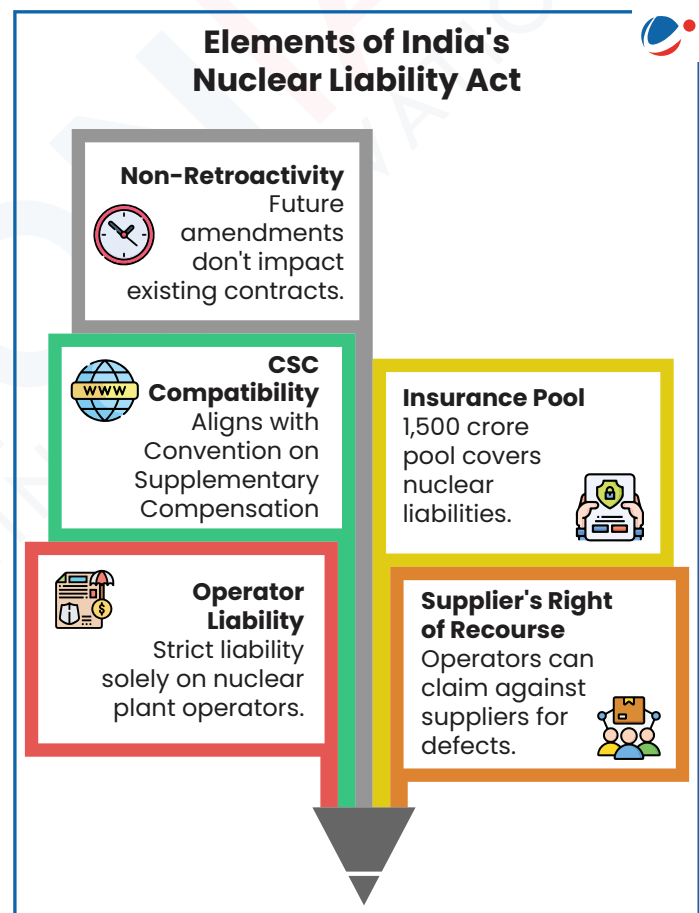 Elements of India's
Nuclear Liability Act
Non-Retroactivity
Future
amendments
don't impact
existing contracts.
CSC
Compatibility
Aligns with
Convention on
Supplementary
Compensation
WWW
Insurance Pool
1,500 crore
pool covers
nuclear
liabilities.
Operator
Liability
Strict liability
solely on nuclear
plant operators.
Supplier's Right
of Recourse
Operators can
claim against
suppliers for
defects.